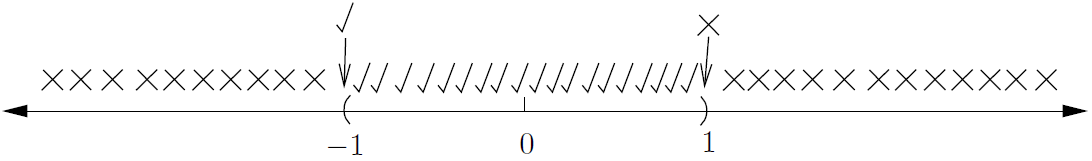 ✓ ×
× × × × × × × × × × ✓ ✓ ✓ ✓ ✓ ✓ ✓ ✓ ✓ ✓ ✓ ✓ ✓ ✓ ✓ ✓ ✓ ✓ ✓ × × × × × × × × × × × ×
( )
−1 0 1